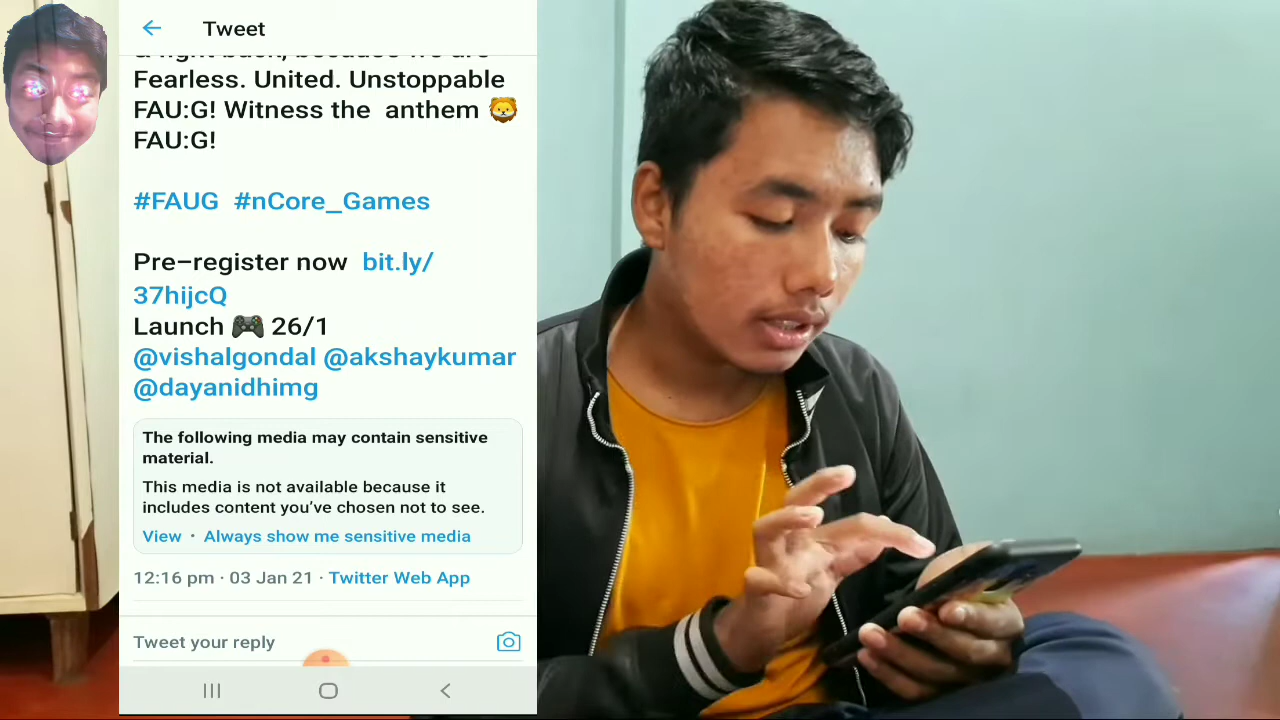 Tweet
Fearless. United. Unstoppable
FAU:G! Witness the anthem 🦁
FAU:G!
#FAUG #nCore_Games
Pre-register now bit.ly/
37hijcQ
Launch 🎮 26/1
@vishalgondal @akshaykumar
@dayanidhimg
The following media may contain sensitive
material.
This media is not available because it
includes content you've chosen not to see.
View · Always show me sensitive media
12:16 pm · 03 Jan 21 · Twitter Web App
Tweet your reply